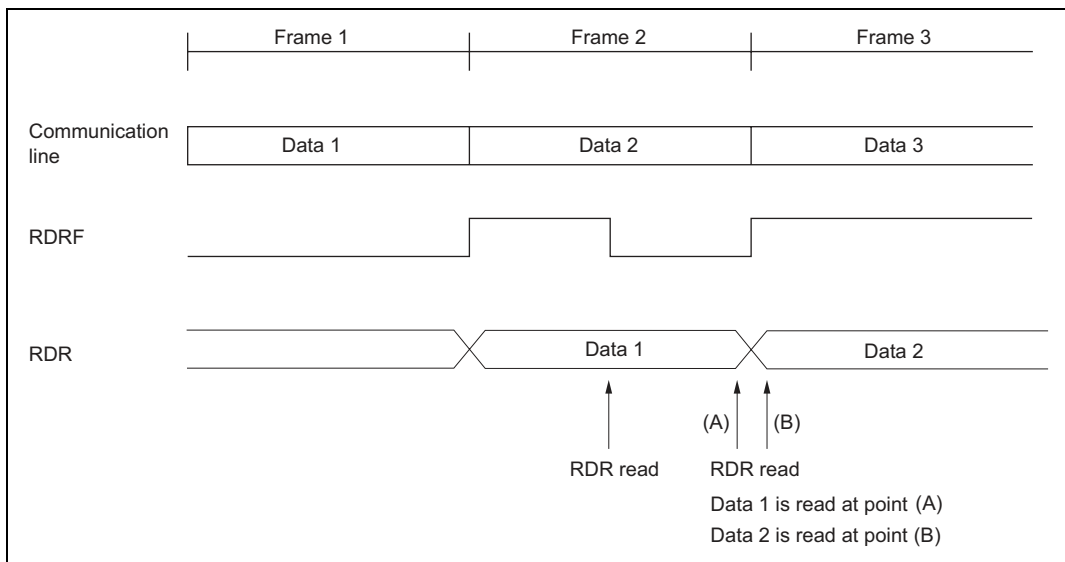 Frame 1 Frame 2 Frame 3
Communication
line
Data 1 Data 2 Data 3
RDRF
RDR
Data 1 Data 2
(A) (B)
RDR read RDR read
Data 1 is read at point (A)
Data 2 is read at point (B)